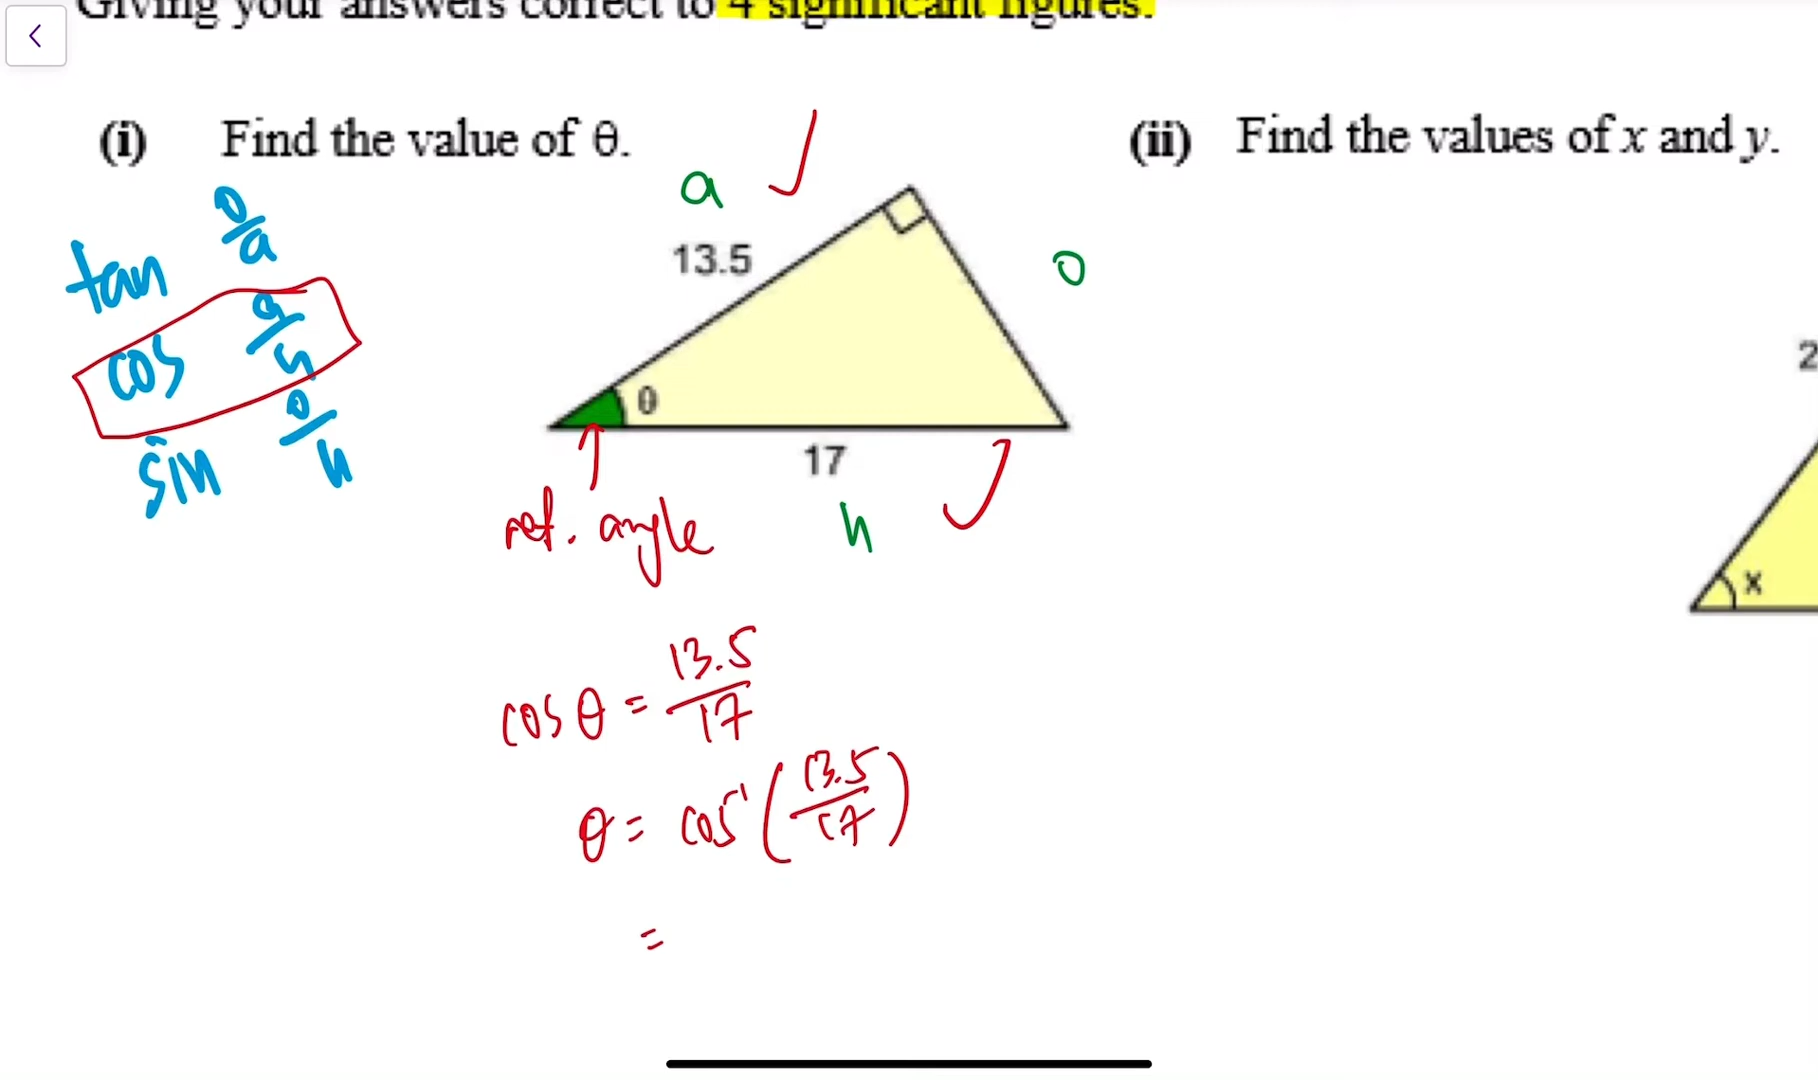 Giving your answers correct to 4 significant figures.
(i) Find the value of θ.
(ii) Find the values of x and y.
a
o/a
tan
13.5
o
a/h
cos
θ
o/h
sin
17
h
ref. angle
2
x
cos θ = 13.5/17
θ = cos⁻¹(13.5/17)
=